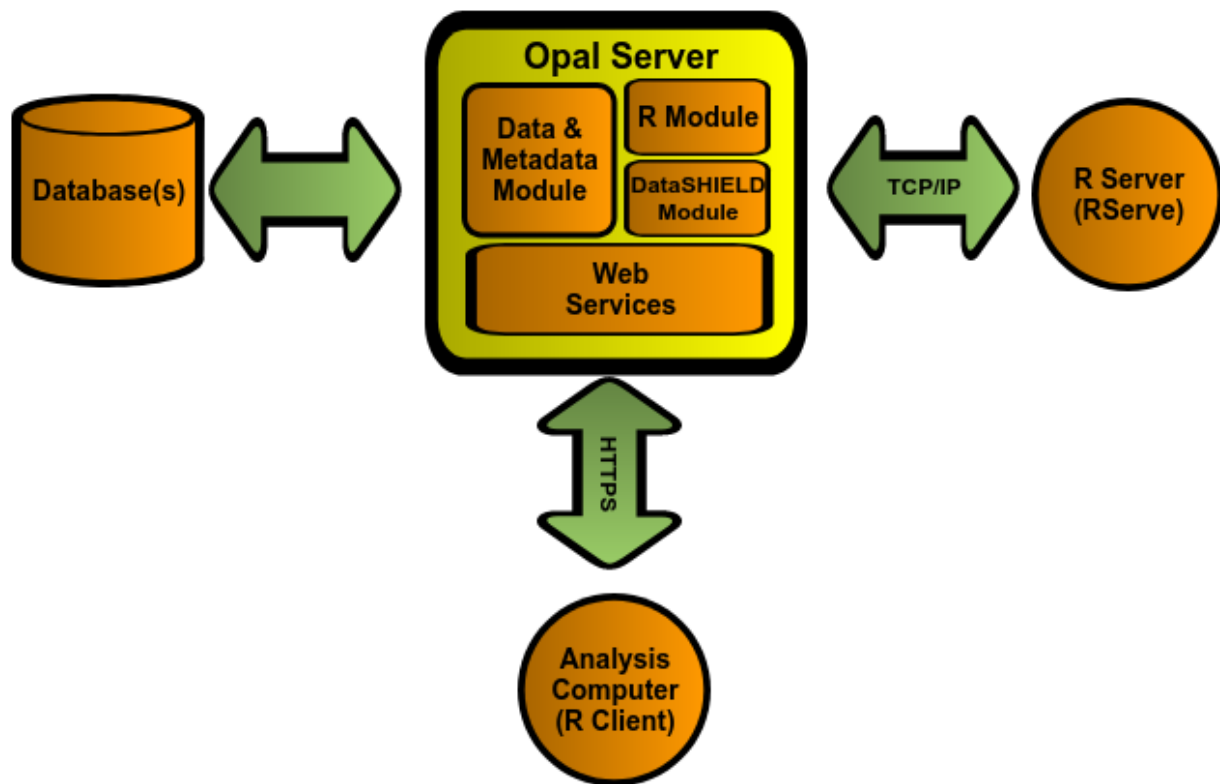 Opal Server
Data &
Metadata
Module
R Module
DataSHIELD
Module
Web
Services
Database(s)
TCP/IP
R Server
(RServe)
HTTPS
Analysis
Computer
(R Client)